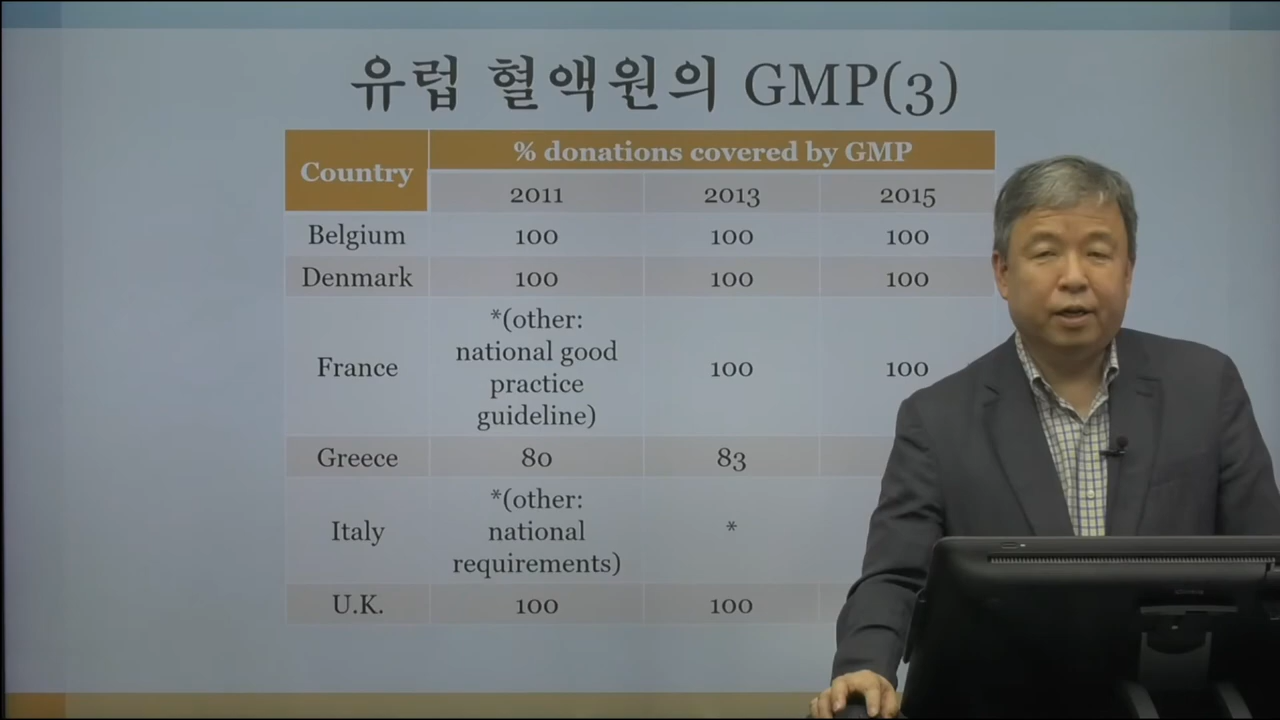 유럽 혈액원의 GMP(3)
Country
% donations covered by GMP
2011 2013 2015
Belgium 100 100 100
Denmark 100 100 100
France *(other: national good practice guideline) 100 100
Greece 80 83
Italy *(other: national requirements) *
U.K. 100 100